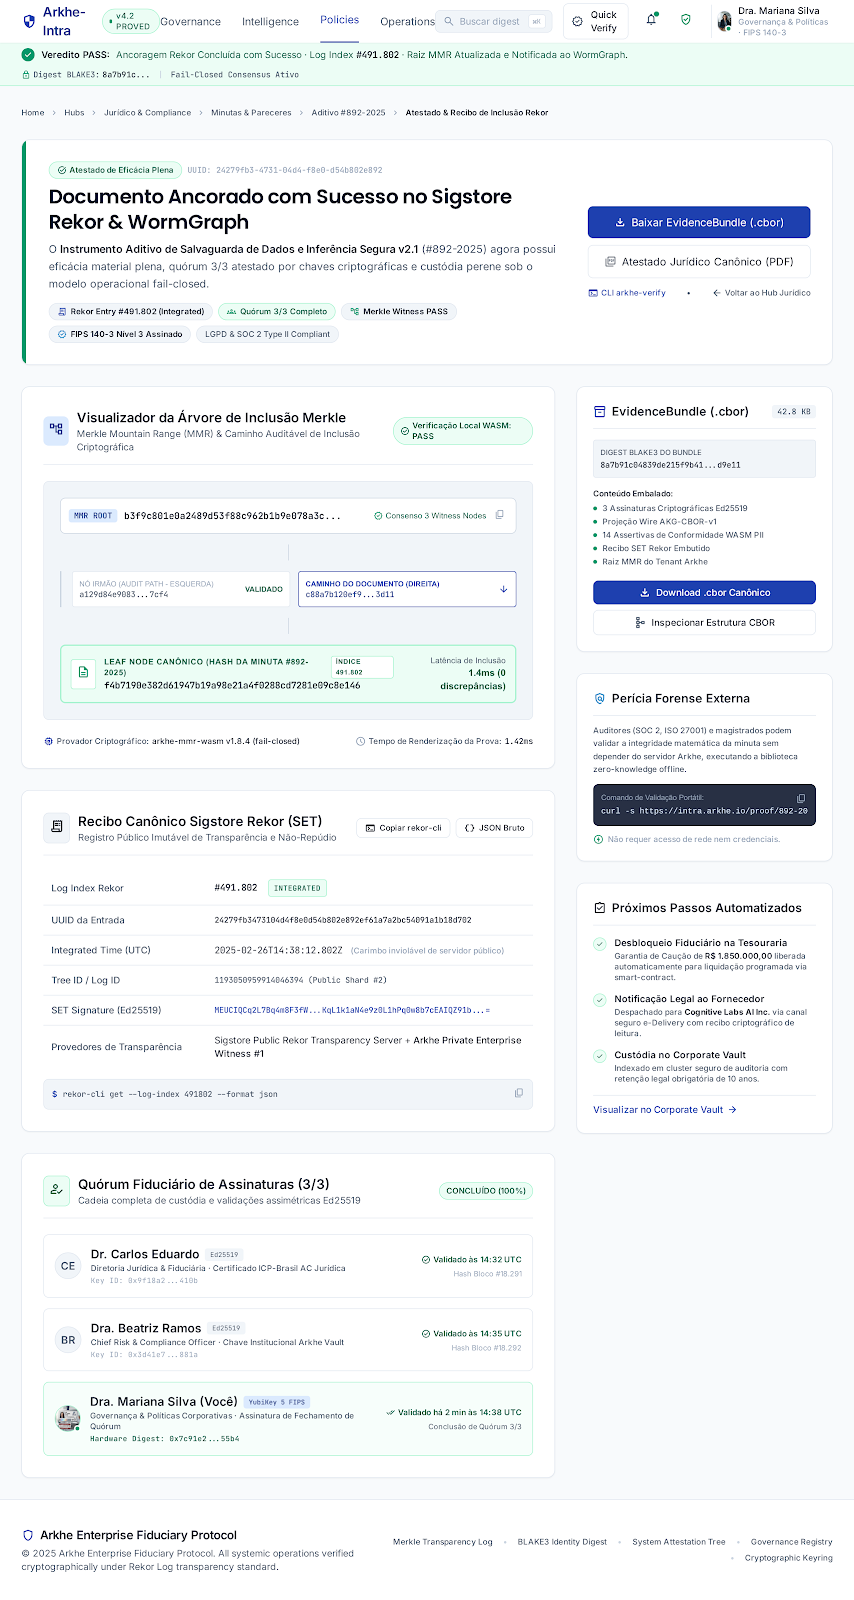 Arkhe-Intra
v4.2 PROVED
Governance
Intelligence
Policies
Operations
Buscar digest
⌘K
Quick Verify
Dra. Mariana Silva
Governança & Políticas · FIPS 140-3
Veredito PASS: Ancoragem Rekor Concluída com Sucesso · Log Index #491.802 · Raiz MMR Atualizada e Notificada ao WormGraph.
Digest BLAKE3: 8a7b91c... | Fail-Closed Consensus Ativo
Home > Hubs > Jurídico & Compliance > Minutas & Pareceres > Aditivo #892-2025 > Atestado & Recibo de Inclusão Rekor
Atestado de Eficácia Plena
UUID: 24279fb3-4731-04d4-f8e0-d54b802e892
Documento Ancorado com Sucesso no Sigstore
Rekor & WormGraph
O Instrumento Aditivo de Salvaguarda de Dados e Inferência Segura v2.1 (#892-2025) agora possui
eficácia material plena, quórum 3/3 atestado por chaves criptográficas e custódia perene sob o
modelo operacional fail-closed.
Rekor Entry #491.802 (Integrated)
Quórum 3/3 Completo
Merkle Witness PASS
FIPS 140-3 Nível 3 Assinado
LGPD & SOC 2 Type II Compliant
Baixar EvidenceBundle (.cbor)
Atestado Jurídico Canônico (PDF)
CLI arkhe-verify
•
Voltar ao Hub Jurídico
Visualizador da Árvore de Inclusão Merkle
Merkle Mountain Range (MMR) & Caminho Auditável de Inclusão
Criptográfica
Verificação Local WASM:
PASS
MMR ROOT
b3f9c801e0a2489d53f88c962b1b9e078a3c...
Consenso 3 Witness Nodes
NÓ IRMÃO (AUDIT PATH - ESQUERDA)
a129d84e9083...7cf4
VALIDADO
CAMINHO DO DOCUMENTO (DIREITA)
c88a7b120ef9...3d11
LEAF NODE CANÔNICO (HASH DA MINUTA #892-
2025)
ÍNDICE
491.802
f4b7190e382d61947b19a98e21a4f0288cd7281e09c8e146
Latência de Inclusão
1.4ms (0
discrepâncias)
Provador Criptográfico: arkhe-mmr-wasm v1.8.4 (fail-closed)
Tempo de Renderização da Prova: 1.42ms
Recibo Canônico Sigstore Rekor (SET)
Registro Público Imutável de Transparência e Não-Repúdio
Copiar rekor-cli
{} JSON Bruto
Log Index Rekor
#491.802
INTEGRATED
UUID da Entrada
24279fb3473104d4f8e0d54b802e892ef61a7a2bc54091a1b18d702
Integrated Time (UTC)
2025-02-26T14:38:12.802Z (Carimbo inviolável de servidor público)
Tree ID / Log ID
1193050959914046394 (Public Shard #2)
SET Signature (Ed25519)
MEUCIQCq2L7Bq4m8F3fW...KqL1k1aN4e9z0L1hPq0w8b7cEAIQZ91b...=
Provedores de Transparência
Sigstore Public Rekor Transparency Server + Arkhe Private Enterprise
Witness #1
$ rekor-cli get --log-index 491802 --format json
Quórum Fiduciário de Assinaturas (3/3)
Cadeia completa de custódia e validações assimétricas Ed25519
CONCLUÍDO (100%)
CE
Dr. Carlos Eduardo
Ed25519
Diretoria Jurídica & Fiduciária · Certificado ICP-Brasil AC Jurídica
Key ID: 0x9f18a2...410b
Validado às 14:32 UTC
Hash Bloco #18.291
BR
Dra. Beatriz Ramos
Ed25519
Chief Risk & Compliance Officer · Chave Institucional Arkhe Vault
Key ID: 0x3d41e7...881a
Validado às 14:35 UTC
Hash Bloco #18.292
Dra. Mariana Silva (Você)
YubiKey 5 FIPS
Governança & Políticas Corporativas · Assinatura de Fechamento de
Quórum
Hardware Digest: 0x7c91e2...55b4
Validado há 2 min às 14:38 UTC
Conclusão de Quórum 3/3
EvidenceBundle (.cbor)
42.8 KB
DIGEST BLAKE3 DO BUNDLE
8a7b91c04839de215f9b41...d9e11
Conteúdo Embalado:
3 Assinaturas Criptográficas Ed25519
Projeção Wire AKG-CBOR-v1
14 Assertivas de Conformidade WASM PII
Recibo SET Rekor Embutido
Raiz MMR do Tenant Arkhe
Download .cbor Canônico
Inspecionar Estrutura CBOR
Perícia Forense Externa
Auditores (SOC 2, ISO 27001) e magistrados podem
validar a integridade matemática da minuta sem
depender do servidor Arkhe, executando a biblioteca
zero-knowledge offline.
Comando de Validação Portátil:
curl -s https://intra.arkhe.io/proof/892-20
Não requer acesso de rede nem credenciais.
Próximos Passos Automatizados
Desbloqueio Fiduciário na Tesouraria
Garantia de Caução de R$ 1.850.000,00 liberada
automaticamente para liquidação programada via
smart-contract.
Notificação Legal ao Fornecedor
Despachado para Cognitive Labs AI Inc. via canal
seguro e-Delivery com recibo criptográfico de
leitura.
Custódia no Corporate Vault
Indexado em cluster seguro de auditoria com
retenção legal obrigatória de 10 anos.
Visualizar no Corporate Vault →
Arkhe Enterprise Fiduciary Protocol
© 2025 Arkhe Enterprise Fiduciary Protocol. All systemic operations verified
cryptographically under Rekor Log transparency standard.
Merkle Transparency Log • BLAKE3 Identity Digest • System Attestation Tree • Governance Registry
• Cryptographic Keyring